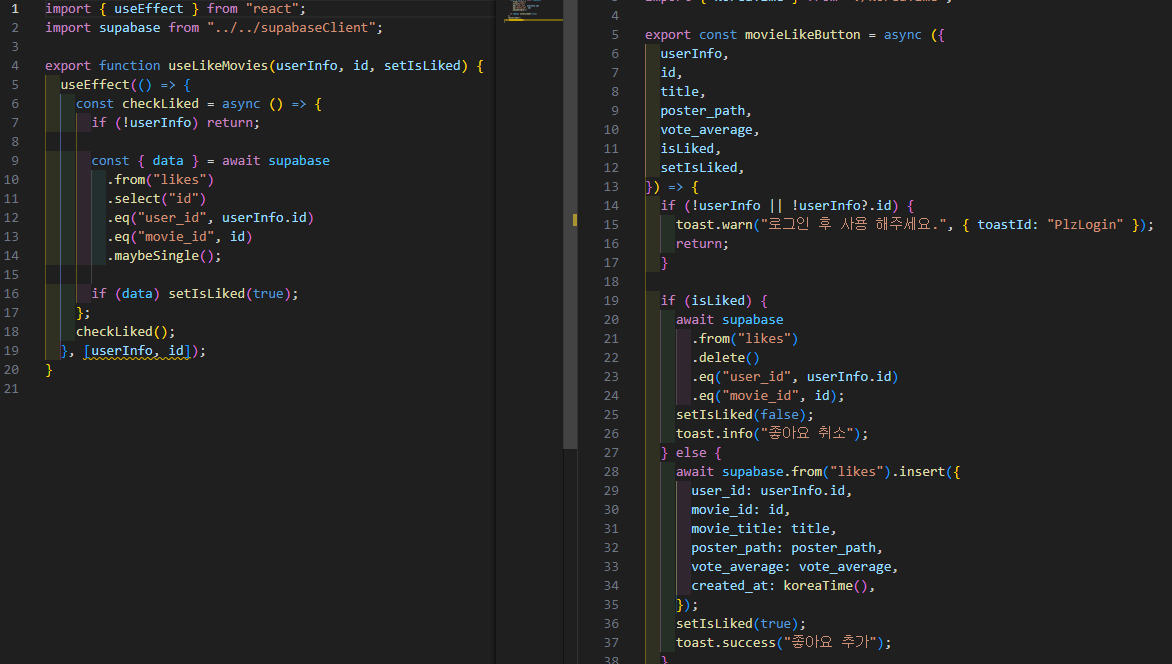 1 import { useEffect } from "react";
2 import supabase from "../../supabaseClient";
3
4 export function useLikeMovies(userInfo, id, setIsLiked) {
5 useEffect(() => {
6 const checkLiked = async () => {
7 if (!userInfo) return;
8
9 const { data } = await supabase
10 .from("likes")
11 .select("id")
12 .eq("user_id", userInfo.id)
13 .eq("movie_id", id)
14 .maybeSingle();
15
16 if (data) setIsLiked(true);
17 };
18 checkLiked();
19 }, [userInfo, id]);
20 }
21
4
5 export const movieLikeButton = async ({
6 userInfo,
7 id,
8 title,
9 poster_path,
10 vote_average,
11 isLiked,
12 setIsLiked,
13 }) => {
14 if (!userInfo || !userInfo?.id) {
15 toast.warn("로그인 후 사용 해주세요.", { toastId: "PlzLogin" });
16 return;
17 }
18
19 if (isLiked) {
20 await supabase
21 .from("likes")
22 .delete()
23 .eq("user_id", userInfo.id)
24 .eq("movie_id", id);
25 setIsLiked(false);
26 toast.info("좋아요 취소");
27 } else {
28 await supabase.from("likes").insert({
29 user_id: userInfo.id,
30 movie_id: id,
31 movie_title: title,
32 poster_path: poster_path,
33 vote_average: vote_average,
34 created_at: koreaTime(),
35 });
36 setIsLiked(true);
37 toast.success("좋아요 추가");
38 }